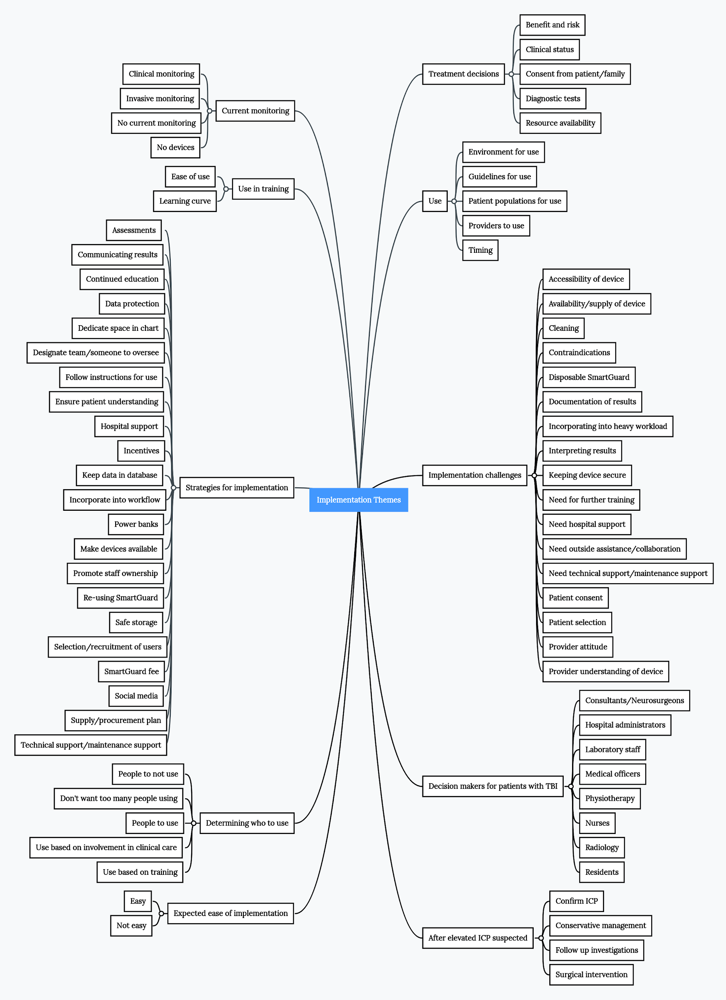 Implementation Themes
Current monitoring
Clinical monitoring
Invasive monitoring
No current monitoring
No devices
Use in training
Ease of use
Learning curve
Strategies for implementation
Assessments
Communicating results
Continued education
Data protection
Dedicate space in chart
Designate team/someone to oversee
Follow instructions for use
Ensure patient understanding
Hospital support
Incentives
Keep data in database
Incorporate into workflow
Power banks
Make devices available
Promote staff ownership
Re-using SmartGuard
Safe storage
Selection/recruitment of users
SmartGuard fee
Social media
Supply/procurement plan
Technical support/maintenance support
Determining who to use
People to not use
Don't want too many people using
People to use
Use based on involvement in clinical care
Use based on training
Expected ease of implementation
Easy
Not easy
Treatment decisions
Benefit and risk
Clinical status
Consent from patient/family
Diagnostic tests
Resource availability
Use
Environment for use
Guidelines for use
Patient populations for use
Providers to use
Timing
Implementation challenges
Accessibility of device
Availability/supply of device
Cleaning
Contraindications
Disposable SmartGuard
Documentation of results
Incorporating into heavy workload
Interpreting results
Keeping device secure
Need for further training
Need hospital support
Need outside assistance/collaboration
Need technical support/maintenance support
Patient consent
Patient selection
Provider attitude
Provider understanding of device
Decision makers for patients with TBI
Consultants/Neurosurgeons
Hospital administrators
Laboratory staff
Medical officers
Physiotherapy
Nurses
Radiology
Residents
After elevated ICP suspected
Confirm ICP
Conservative management
Follow up investigations
Surgical intervention